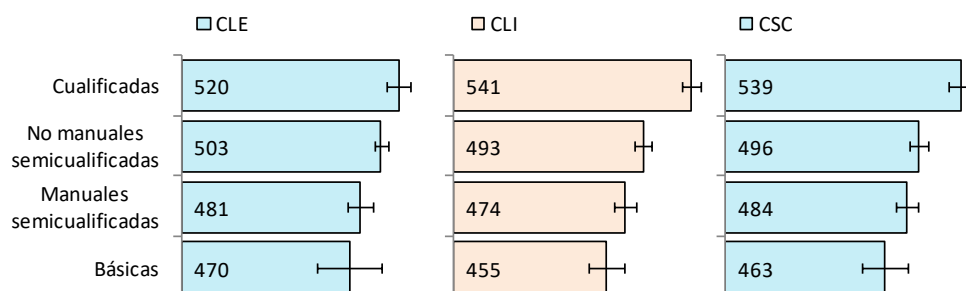 CLE CLI CSC
Cualificadas 520 541 539
No manuales
semicualificadas 503 493 496
Manuales
semicualificadas 481 474 484
Básicas 470 455 463